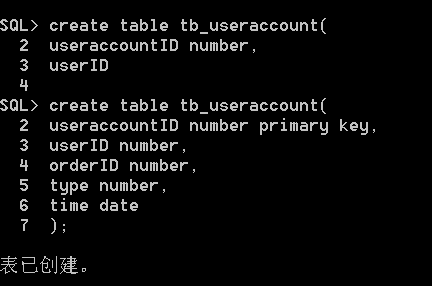 SQL> create table tb_useraccount(
2 useraccountID number,
3 userID
4
SQL> create table tb_useraccount(
2 useraccountID number primary key,
3 userID number,
4 orderID number,
5 type number,
6 time date
7 );
表已创建。